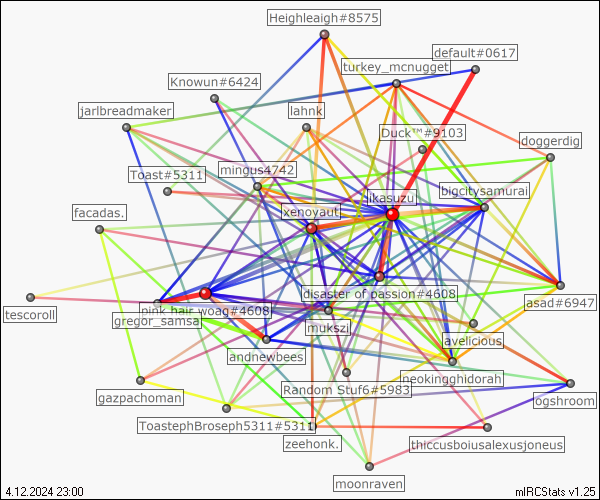 Heighleaigh#8575
default#0617
turkey_mcnugget
Knowun#6424
jarlbreadmaker
lahnk
Duck™#9103
doggerdig
Toast#5311
mingus4742
ikasuzu
bigcitysamurai
facadas.
xenoyaut
tescoroll
pink hair woag#4608
disaster of passion#4608
asad#6947
gregor_samsa
mukszi
avelicious
andnewbees
gazpachoman
Random Stuf6#5983
neokingghidorah
ogshroom
ToastephBroseph5311#5311
zeehonk.
thiccusboiusalexusjoneus
moonraven
4.12.2024 23:00
mIRCStats v1.25